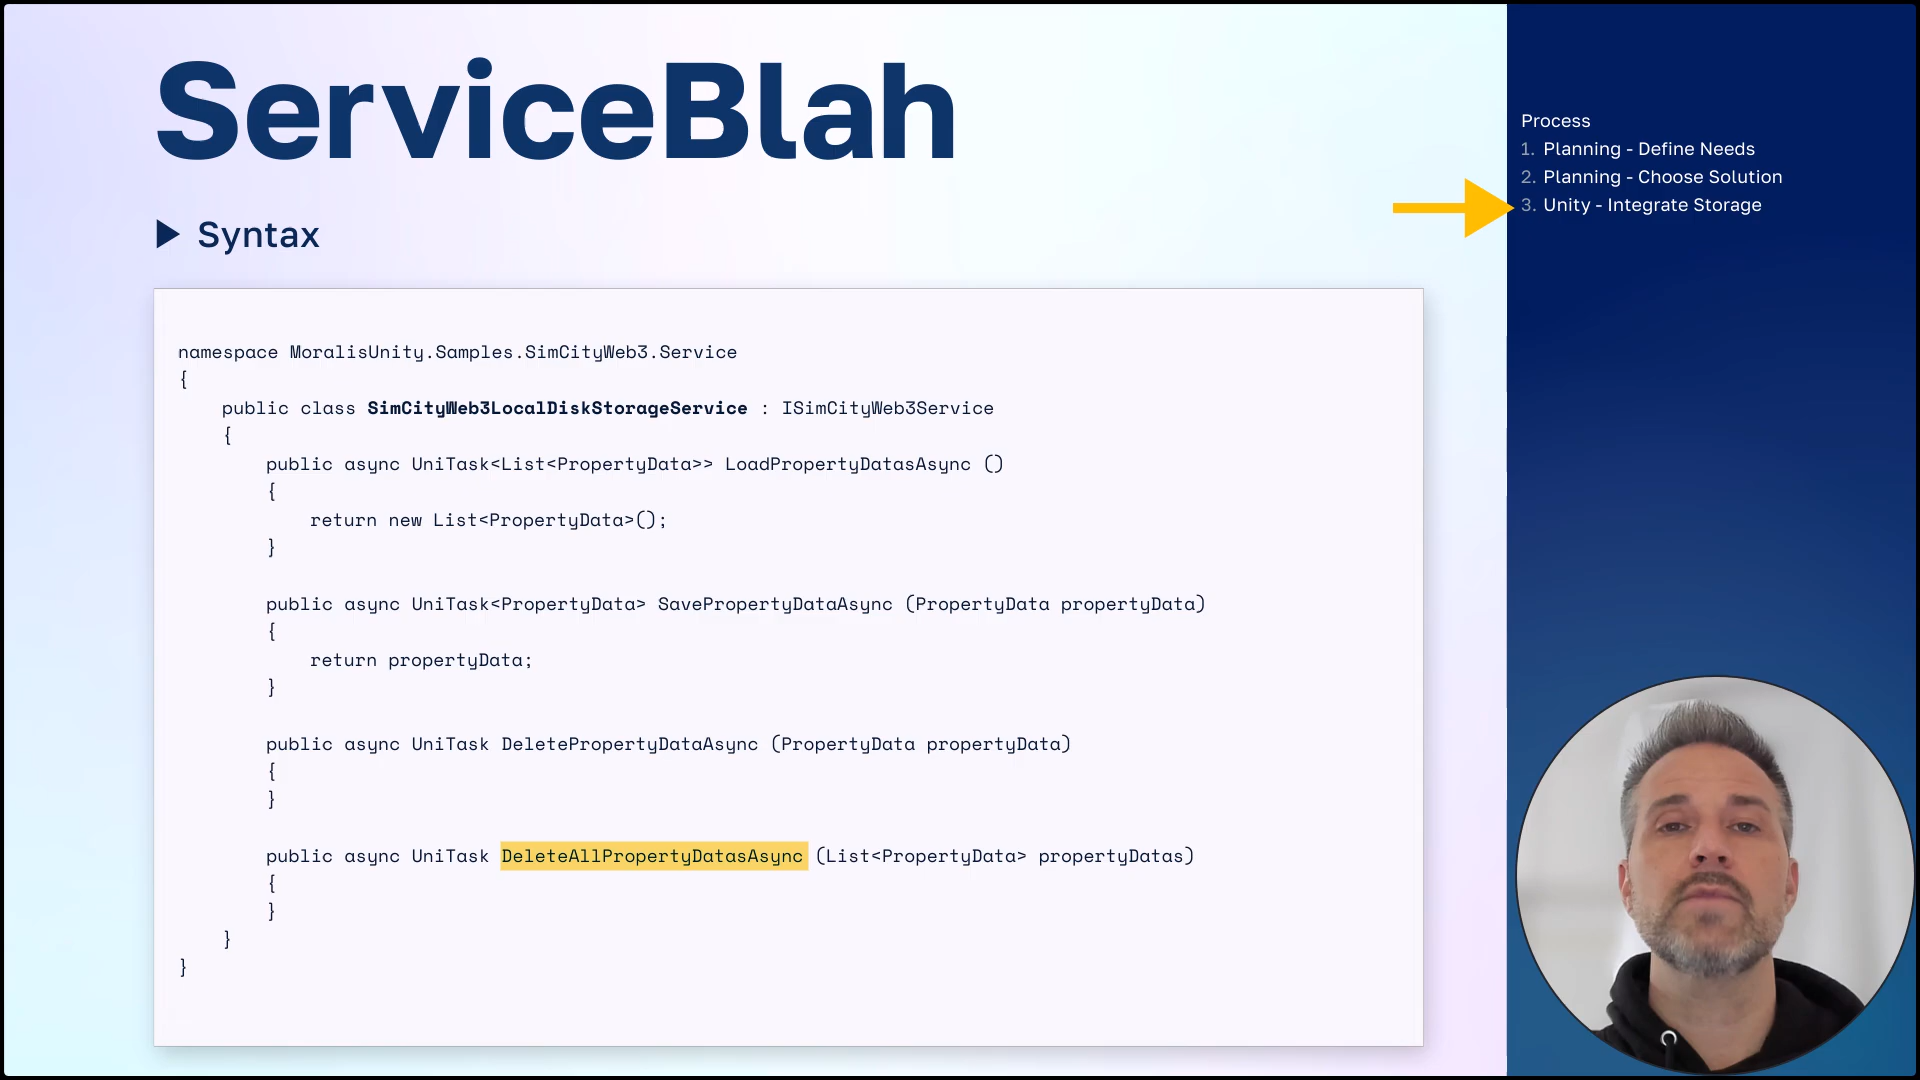 ServiceBlah
Syntax
namespace MoralisUnity.Samples.SimCityWeb3.Service
{
public class SimCityWeb3LocalDiskStorageService : ISimCityWeb3Service
{
public async UniTask<List<PropertyData>> LoadPropertyDatasAsync ()
{
return new List<PropertyData>();
}
public async UniTask<PropertyData> SavePropertyDataAsync (PropertyData propertyData)
{
return propertyData;
}
public async UniTask DeletePropertyDataAsync (PropertyData propertyData)
{
}
public async UniTask DeleteAllPropertyDatasAsync (List<PropertyData> propertyDatas)
{
}
}
}
Process
1. Planning - Define Needs
2. Planning - Choose Solution
3. Unity - Integrate Storage